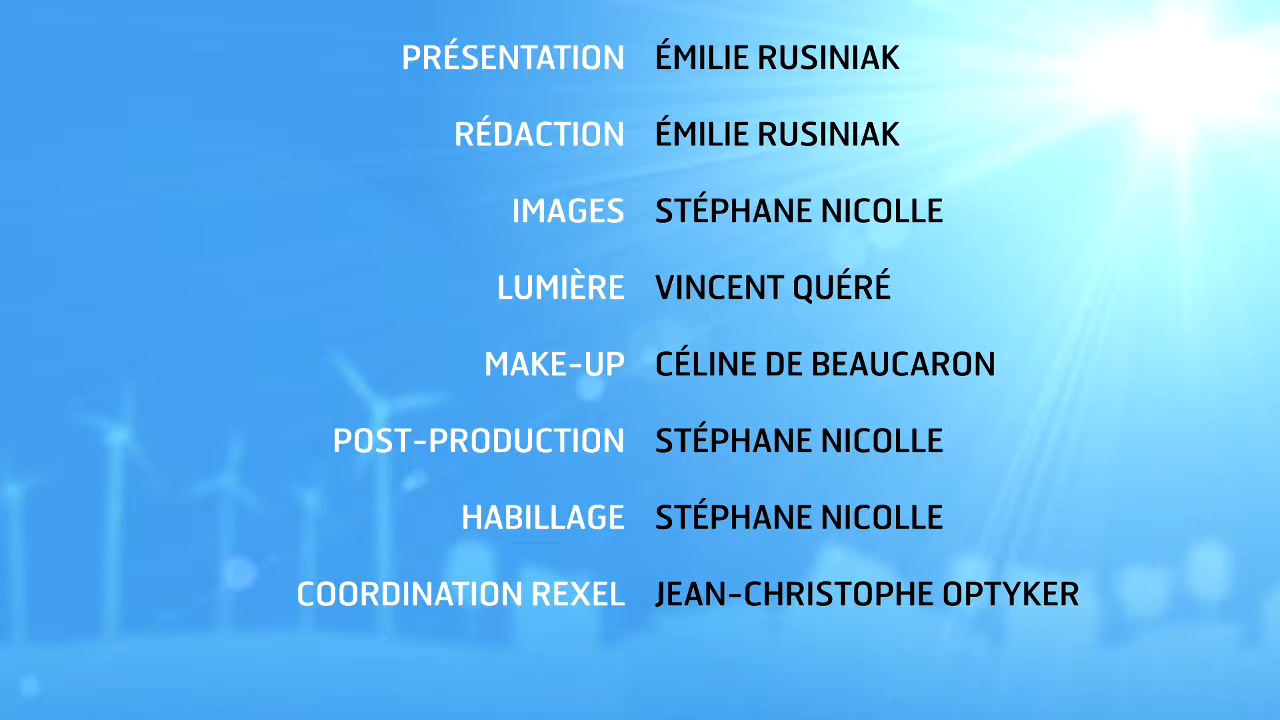 PRÉSENTATION ÉMILIE RUSINIAK
RÉDACTION ÉMILIE RUSINIAK
IMAGES STÉPHANE NICOLLE
LUMIÈRE VINCENT QUÉRÉ
MAKE-UP CÉLINE DE BEAUCARON
POST-PRODUCTION STÉPHANE NICOLLE
HABILLAGE STÉPHANE NICOLLE
COORDINATION REXEL JEAN-CHRISTOPHE OPTYKER